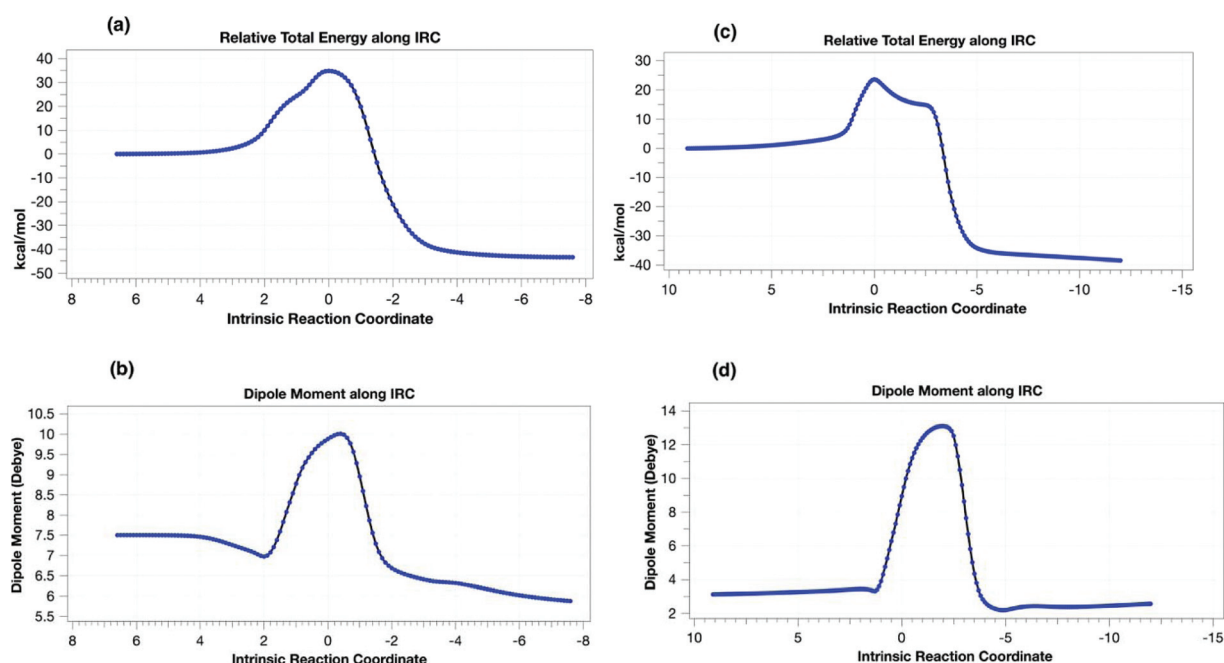 (a)
Relative Total Energy along IRC
kcal/mol
40
30
20
10
0
-10
-20
-30
-40
-50
8 6 4 2 0 -2 -4 -6 -8
Intrinsic Reaction Coordinate
(c)
Relative Total Energy along IRC
kcal/mol
30
20
10
0
-10
-20
-30
-40
10 5 0 -5 -10 -15
Intrinsic Reaction Coordinate
(b)
Dipole Moment along IRC
Dipole Moment (Debye)
10.5
10
9.5
9
8.5
8
7.5
7
6.5
6
5.5
8 6 4 2 0 -2 -4 -6 -8
Intrinsic Reaction Coordinate
(d)
Dipole Moment along IRC
Dipole Moment (Debye)
14
12
10
8
6
4
2
10 5 0 -5 -10 -15
Intrinsic Reaction Coordinate